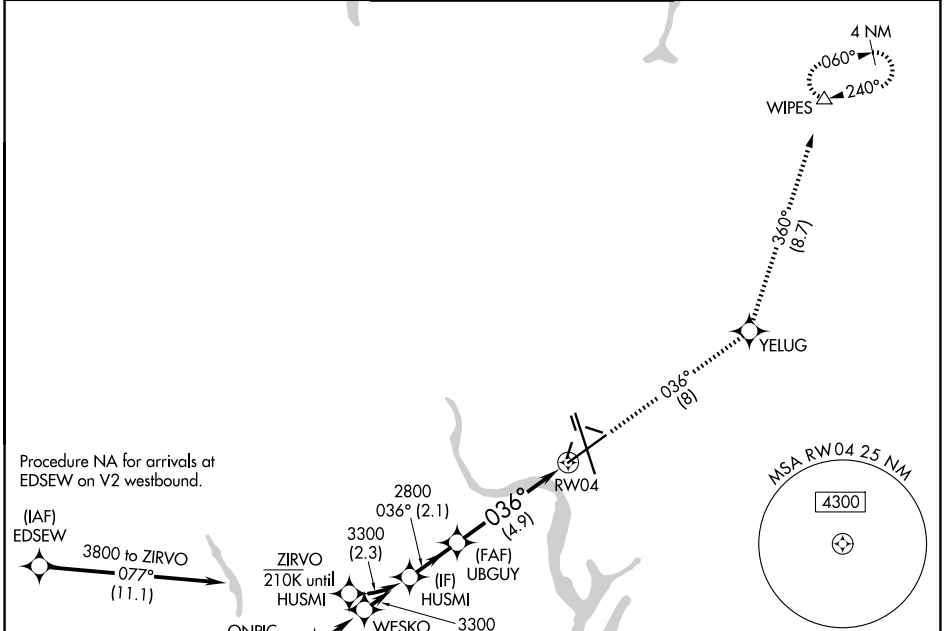 4 NM
060°
240°
WIPES
360°
(8.7)
YELUG
036°
(8)
Procedure NA for arrivals at
EDSEW on V2 westbound.
MSA RW04 25 NM
4300
RW04
2800
036° (2.1)
036°
(4.9)
(IAF)
EDSEW
3800 to ZIRVO
077°
(11.1)
3300
(2.3)
ZIRVO
210K until
HUSMI
(FAF)
UBGUY
(IF)
HUSMI
WESKO
3300